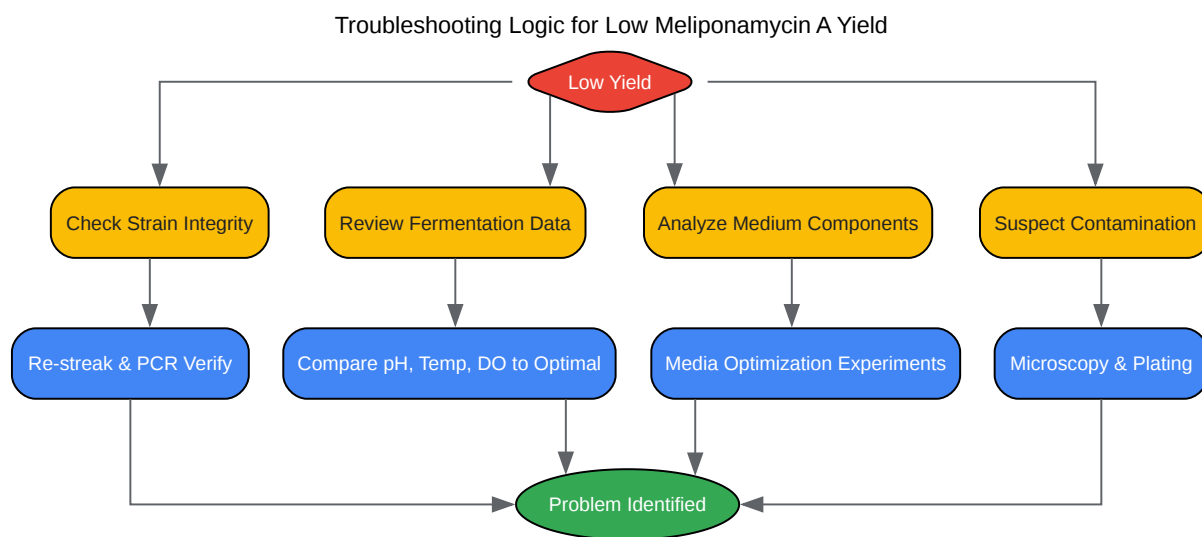 Troubleshooting Logic for Low Meliponamycin A Yield
Low Yield
Check Strain Integrity
Review Fermentation Data
Analyze Medium Components
Suspect Contamination
Re-streak & PCR Verify
Compare pH, Temp, DO to Optimal
Media Optimization Experiments
Microscopy & Plating
Problem Identified